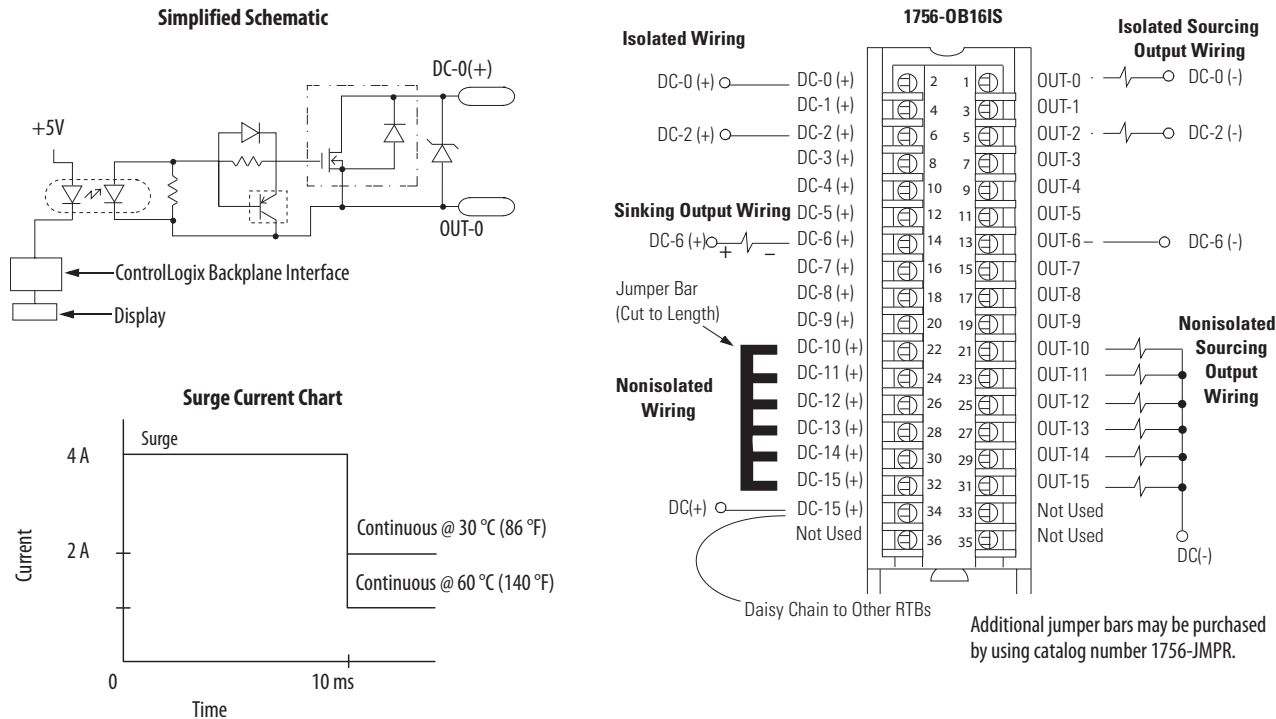 Simplified Schematic
DC-0(+)
+5V
OUT-0
ControlLogix Backplane Interface
Display
Surge Current Chart
Surge
4 A
2 A
Current
Continuous @ 30 °C (86 °F)
Continuous @ 60 °C (140 °F)
0
10 ms
Time
1756-OB16IS
Isolated Wiring
Isolated Sourcing
Output Wiring
DC-0 (+) DC-0 (+) 2 1 OUT-0 DC-0 (-)
DC-1 (+) 4 3 OUT-1
DC-2 (+) DC-2 (+) 6 5 OUT-2 DC-2 (-)
DC-3 (+) 8 7 OUT-3
DC-4 (+) 10 9 OUT-4
Sinking Output Wiring DC-5 (+) 12 11 OUT-5
DC-6 (+) DC-6 (+) 14 13 OUT-6 DC-6 (-)
+ −
DC-7 (+) 16 15 OUT-7
Jumper Bar
(Cut to Length)
DC-8 (+) 18 17 OUT-8
DC-9 (+) 20 19 OUT-9
DC-10 (+) 22 21 OUT-10
DC-11 (+) 24 23 OUT-11
DC-12 (+) 26 25 OUT-12
DC-13 (+) 28 27 OUT-13
DC-14 (+) 30 29 OUT-14
DC-15 (+) 32 31 OUT-15
Nonisolated
Wiring
Nonisolated
Sourcing
Output
Wiring
DC(+) DC-15 (+) 34 33 Not Used
Not Used 36 35 Not Used
DC(-)
Daisy Chain to Other RTBs
Additional jumper bars may be purchased
by using catalog number 1756-JMPR.